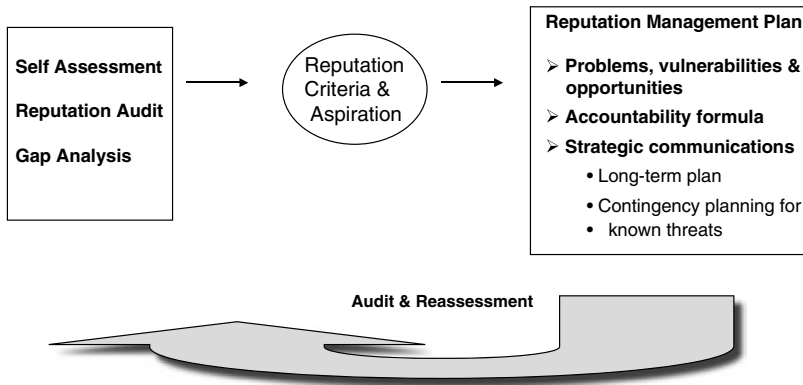 Self Assessment
Reputation Audit
Gap Analysis
Reputation
Criteria &
Aspiration
Reputation Management Plan
➢ Problems, vulnerabilities &
opportunities
➢ Accountability formula
➢ Strategic communications
• Long-term plan
• Contingency planning for
• known threats
Audit & Reassessment